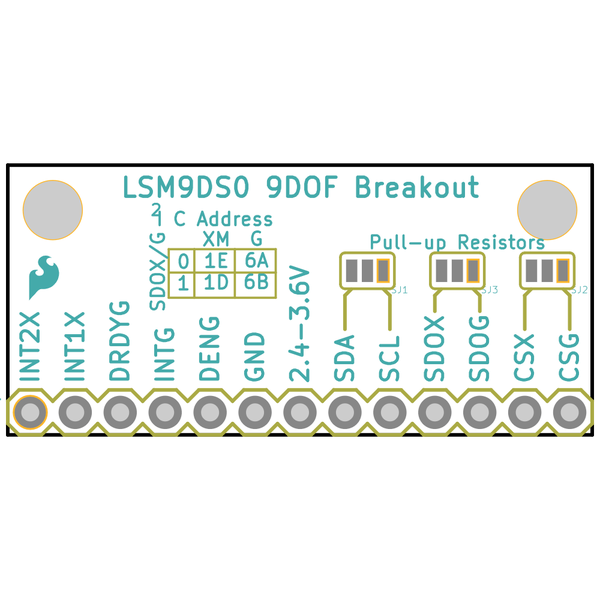 LSM9DS0 9DOF Breakout
I2C Address
XM G
SDOX/G
0 1E 6A
1 1D 6B
Pull-up Resistors
SJ1 SJ3 SJ2
INT2X
INT1X
DRDYG
INTG
DENG
GND
2.4-3.6V
SDA
SCL
SDOX
SDOG
CSX
CSG